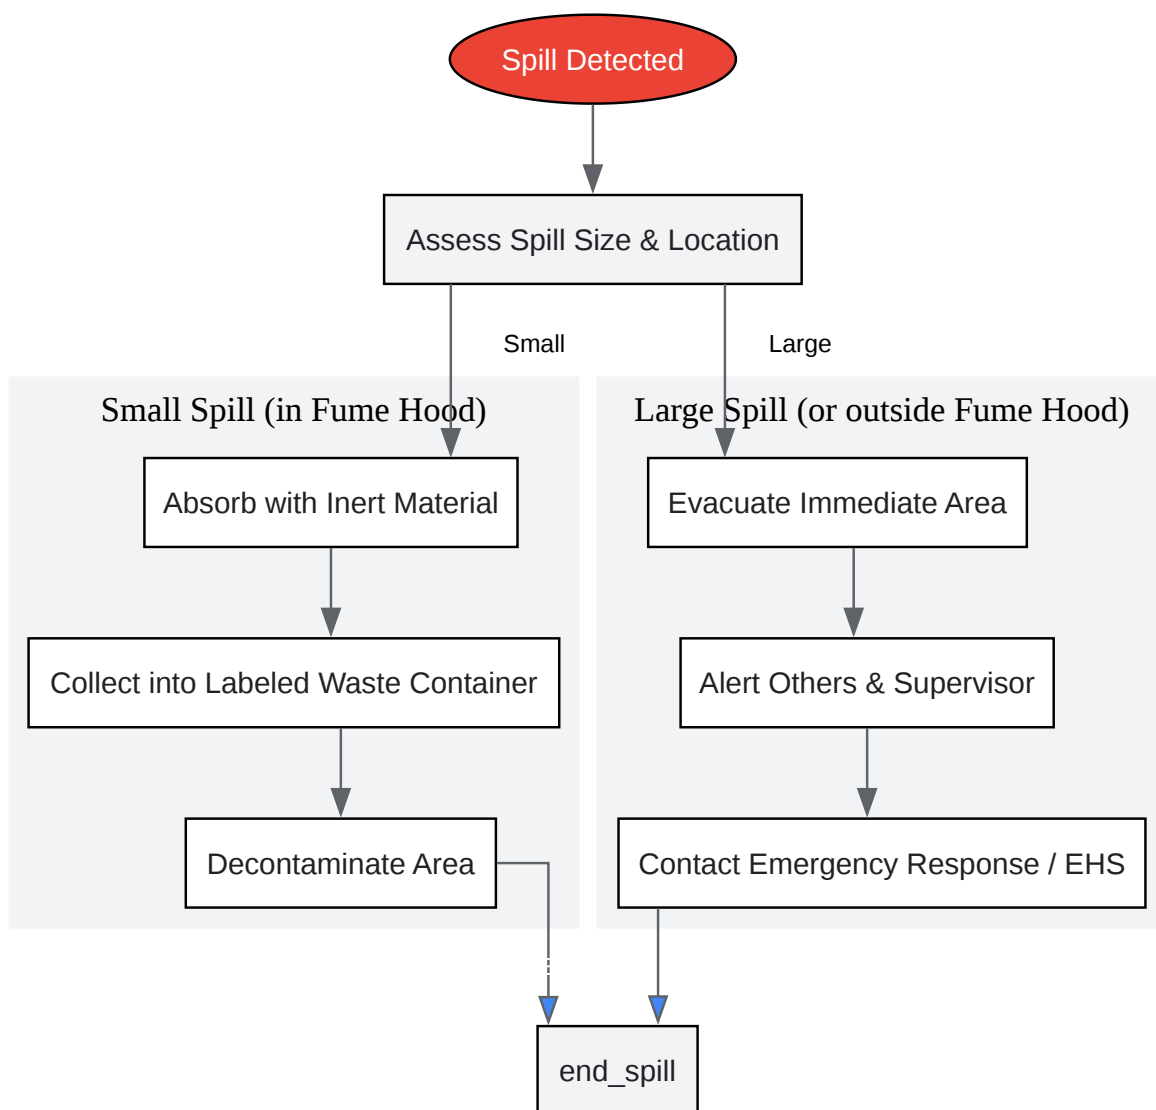 Spill Detected
Assess Spill Size & Location
Small
Large
Small Spill (in Fume Hood)
Absorb with Inert Material
Collect into Labeled Waste Container
Decontaminate Area
Large Spill (or outside Fume Hood)
Evacuate Immediate Area
Alert Others & Supervisor
Contact Emergency Response / EHS
end_spill